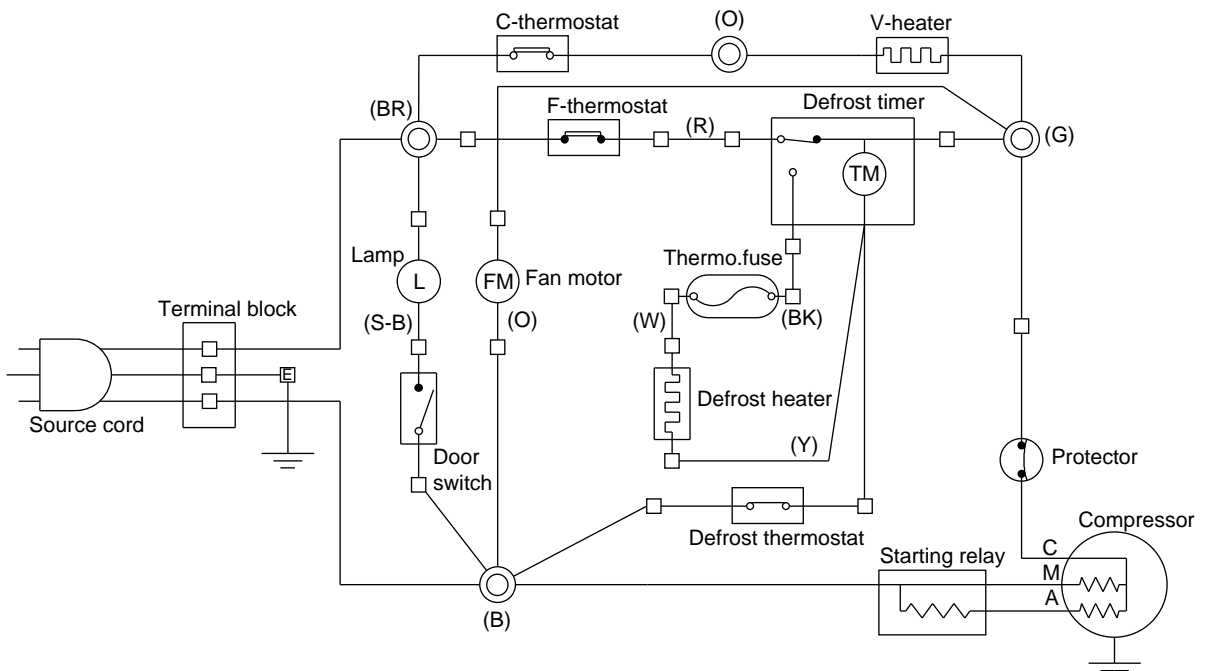 C-thermostat
(O)
V-heater
(BR)
F-thermostat
(R)
Defrost timer
(G)
TM
Lamp
L
FM
Fan motor
Thermo.fuse
(S-B)
(O)
(W)
(BK)
Terminal block
E
Source cord
Defrost heater
(Y)
Door
switch
Protector
Defrost thermostat
Compressor
Starting relay
C
M
A
(B)